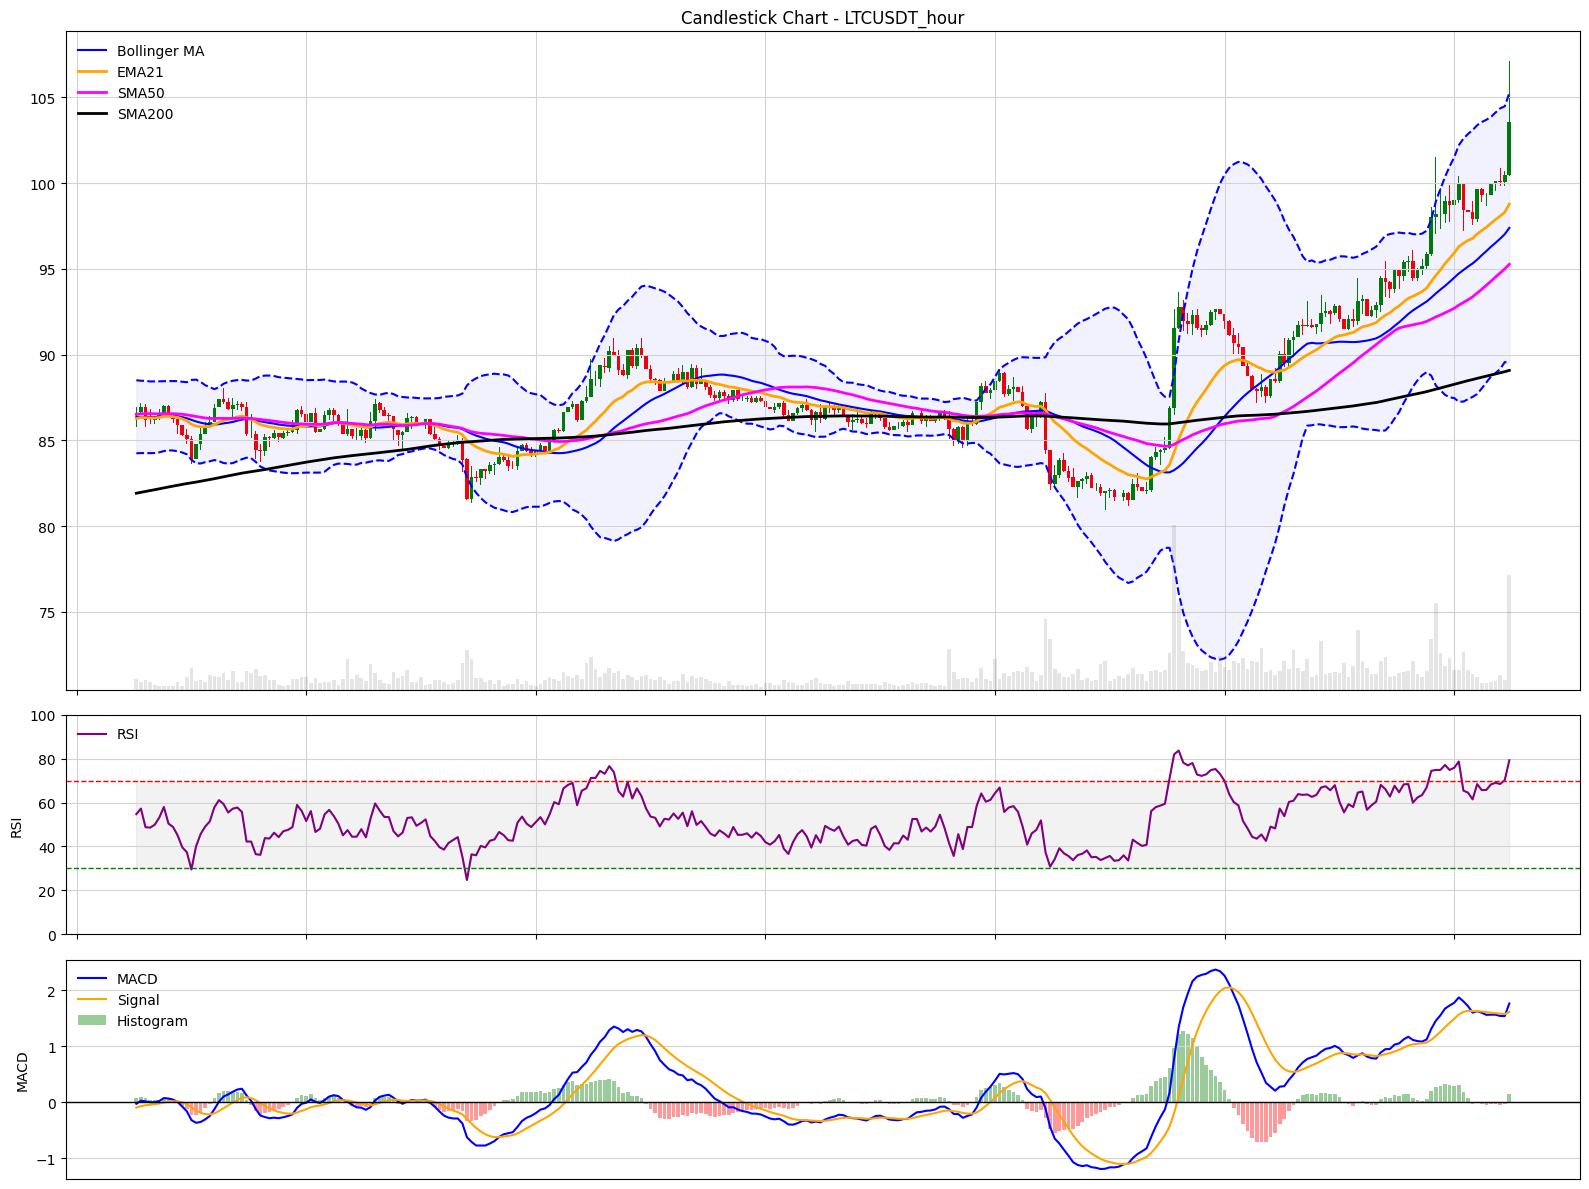 Candlestick Chart - LTCUSDT_hour
Bollinger MA
EMA21
SMA50
SMA200
105
100
95
90
85
80
75
RSI
100
80
60
40
20
0
RSI
MACD
Signal
Histogram
2
1
0
−1
MACD